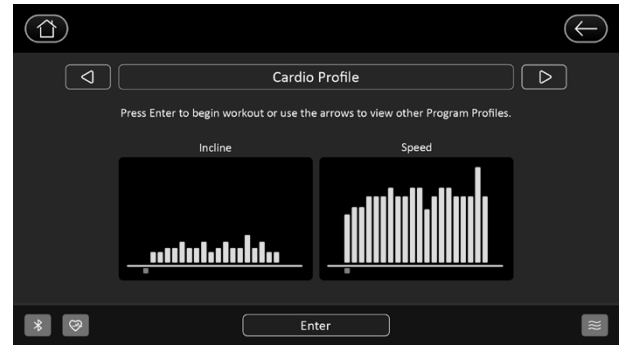 Cardio Profile
Press Enter to begin workout or use the arrows to view other Program Profiles.
Incline
Speed
Enter